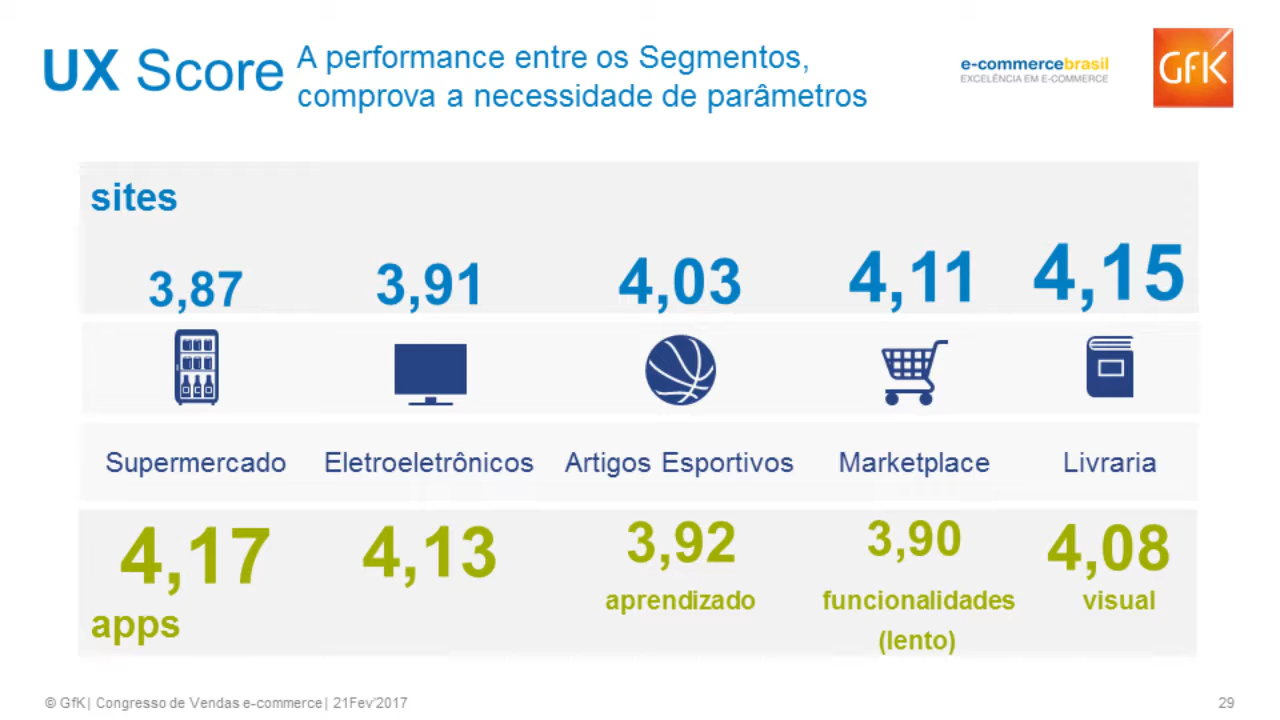 UX Score
A performance entre os Segmentos,
comprova a necessidade de parâmetros
e-commercebrasil
EXCELÊNCIA EM E-COMMERCE
GfK
sites
3,87 3,91 4,03 4,11 4,15
Supermercado Eletroeletrônicos Artigos Esportivos Marketplace Livraria
4,17 4,13 3,92 3,90 4,08
aprendizado funcionalidades visual
(lento)
apps
© GfK| Congresso de Vendas e-commerce| 21Fev'2017
29